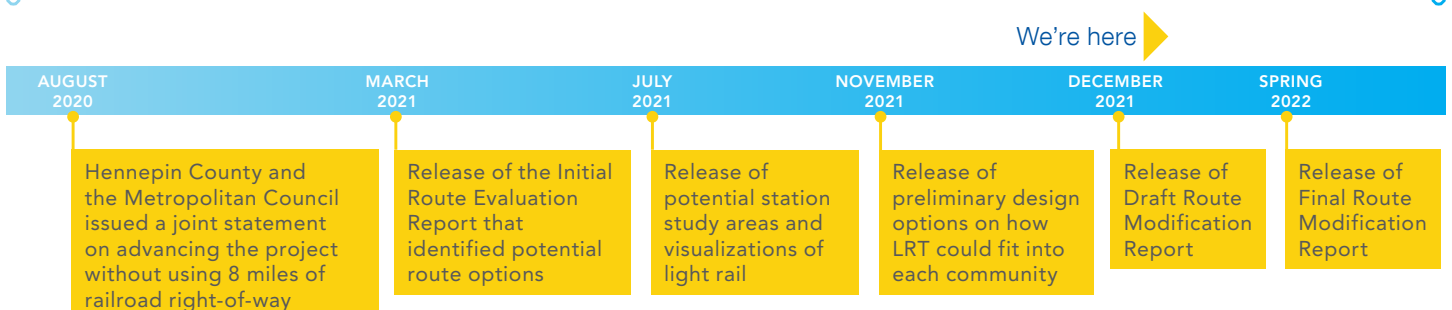 We're here
AUGUST
2020
MARCH
2021
JULY
2021
NOVEMBER
2021
DECEMBER
2021
SPRING
2022
Hennepin County and
the Metropolitan Council
issued a joint statement
on advancing the project
without using 8 miles of
railroad right-of-way
Release of the Initial
Route Evaluation
Report that
identified potential
route options
Release of
potential station
study areas and
visualizations of
light rail
Release of
preliminary design
options on how
LRT could fit into
each community
Release of
Draft Route
Modification
Report
Release of
Final Route
Modification
Report